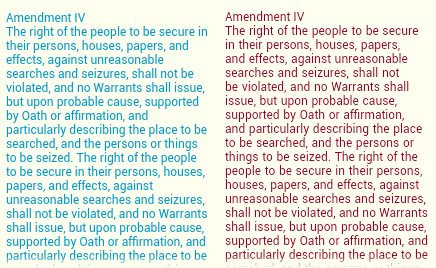 Amendment IV
The right of the people to be secure in
their persons, houses, papers, and
effects, against unreasonable
searches and seizures, shall not be
violated, and no Warrants shall issue,
but upon probable cause, supported
by Oath or affirmation, and
particularly describing the place to be
searched, and the persons or things
to be seized. The right of the people
to be secure in their persons, houses,
papers, and effects, against
unreasonable searches and seizures,
shall not be violated, and no Warrants
shall issue, but upon probable cause,
supported by Oath or affirmation, and
particularly describing the place to be
Amendment IV
The right of the people to be secure
in their persons, houses, papers,
and effects, against unreasonable
searches and seizures, shall not
be violated, and no Warrants shall
issue, but upon probable cause,
supported by Oath or affirmation,
and particularly describing the place
to be searched, and the persons or
things to be seized. The right of the
people to be secure in their persons,
houses, papers, and effects, against
unreasonable searches and seizures,
shall not be violated, and no Warrants
shall issue, but upon probable cause,
supported by Oath or affirmation, and
particularly describing the place to be